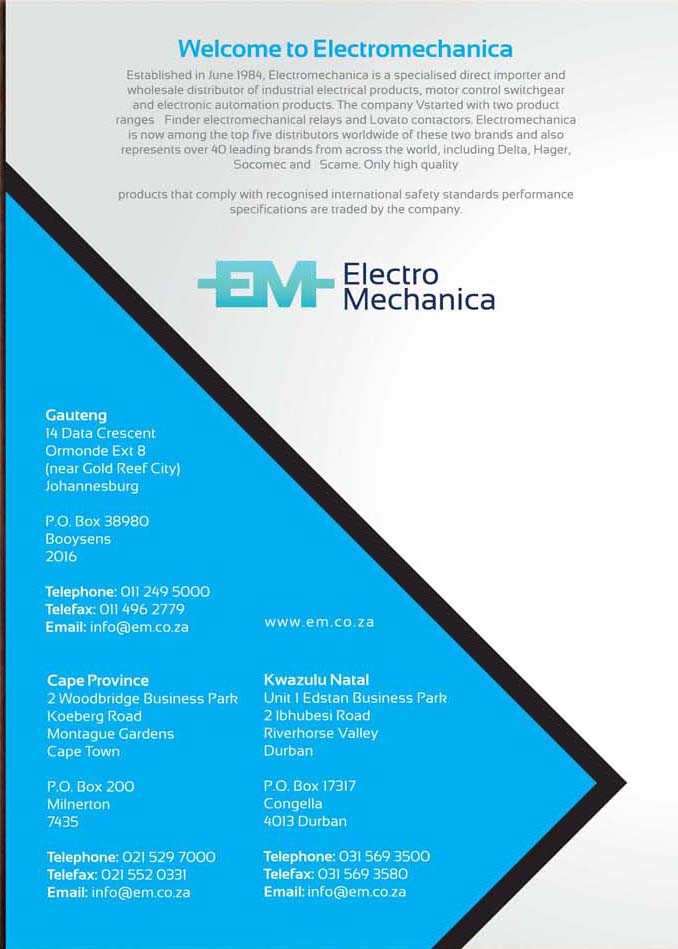 Welcome to Electromechanica
Established in June 1984, Electromechanica is a specialised direct importer and
wholesale distributor of industrial electrical products, motor control switchgear
and electronic automation products. The company Vstarted with two product
ranges Finder electromechanical relays and Lovato contactors. Electromechanica
is now among the top five distributors worldwide of these two brands and also
represents over 40 leading brands from across the world, including Delta, Hager,
Socomec and Scame. Only high quality
products that comply with recognised international safety standards performance
specifications are traded by the company.
EM Electro
Mechanica
Gauteng
14 Data Crescent
Ormonde Ext 8
(near Gold Reef City)
Johannesburg
P.O. Box 38980
Booysens
2016
Telephone: 011 249 5000
Telefax: 011 496 2779
Email: info@em.co.za
www.em.co.za
Cape Province
2 Woodbridge Business Park
Koeberg Road
Montague Gardens
Cape Town
P.O. Box 200
Milnerton
7435
Telephone: 021 529 7000
Telefax: 021 552 0331
Email: info@em.co.za
Kwazulu Natal
Unit 1 Edstan Business Park
2 Ibhubesi Road
Riverhorse Valley
Durban
P.O. Box 17317
Congella
4013 Durban
Telephone: 031 569 3500
Telefax: 031 569 3580
Email: info@em.co.za